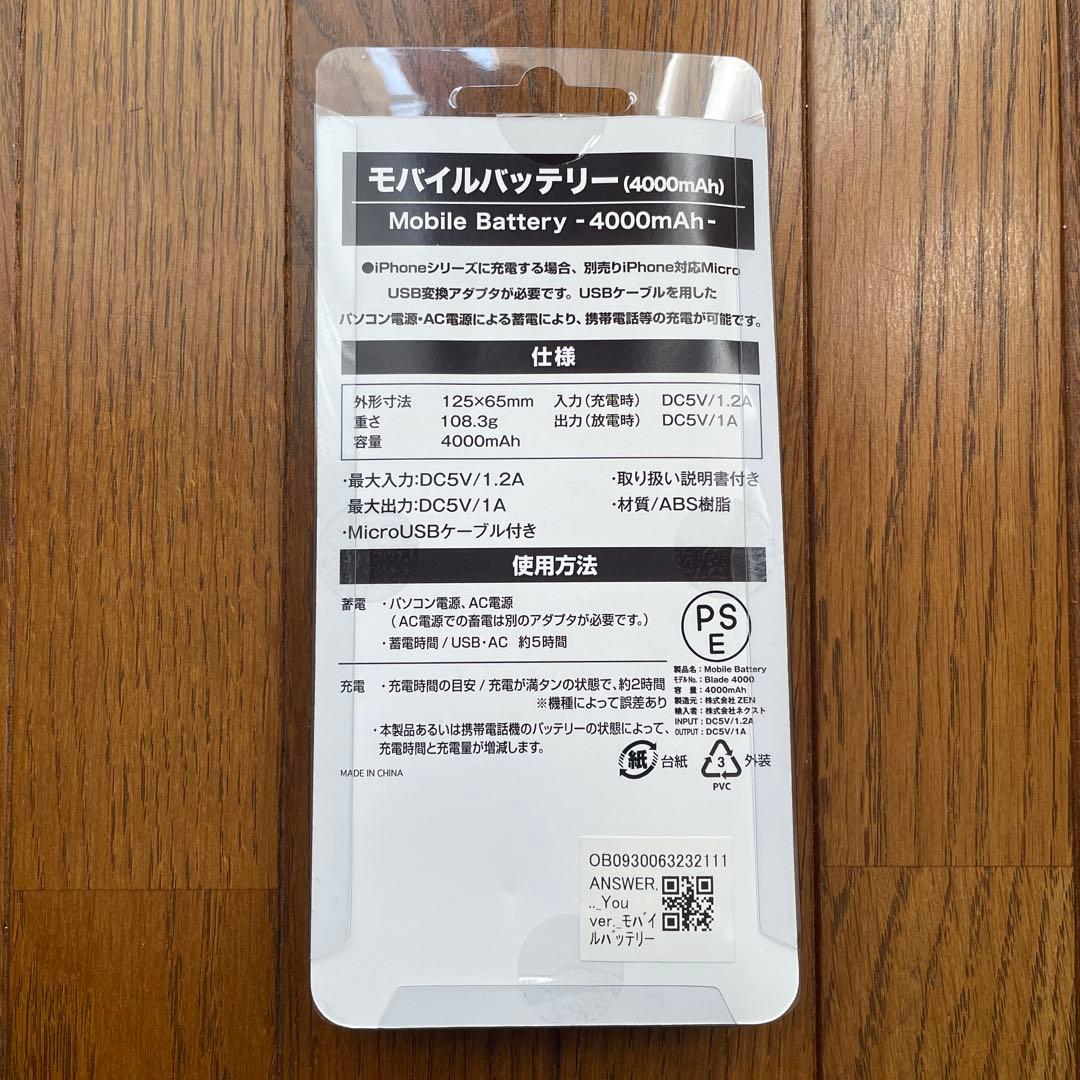 モバイルバッテリー(4000mAh)
Mobile Battery -4000mAh-
●iPhoneシリーズに充電する場合、別売りiPhone対応Micro
USB変換アダプタが必要です。USBケーブルを用した
パソコン電源・AC電源による蓄電により、携帯電話等の充電が可能です。
仕様
外形寸法 125×65mm 入力(充電時) DC5V/1.2A
重さ 108.3g 出力(放電時) DC5V/1A
容量 4000mAh
・最大入力:DC5V/1.2A ・取り扱い説明書付き
最大出力:DC5V/1A ・材質/ABS樹脂
・MicroUSBケーブル付き
使用方法
蓄電 ・パソコン電源、AC電源
(AC電源での畜電は別のアダプタが必要です。)
・蓄電時間/USB・AC 約5時間
充電 ・充電時間の目安/充電が満タンの状態で、約2時間
※機種によって誤差あり
・本製品あるいは携帯電話機のバッテリーの状態によって、
充電時間と充電量が増減します。
PS
E
製品名:Mobile Battery
モデルNo.:Blade 4000
容 量:4000mAh
製造元:株式会社ZEN
輸入者:株式会社ネクスト
INPUT:DC5V/1.2A
OUTPUT:DC5V/1A
紙 台紙 3 外装
PVC
MADE IN CHINA
OB0930063232111
ANSWER.
.._You
ver._モバイ
ルバッテリー